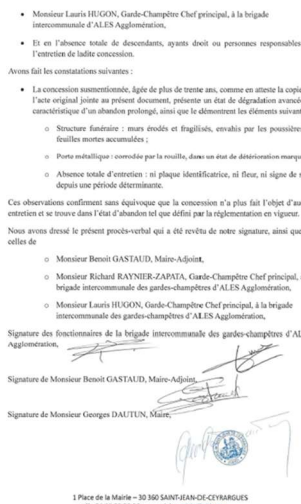 • Monsieur Lauris HUGON, Garde-Champêtre Chef principal, à la brigade
intercommunale d'ALES Agglomération,
• Et en l'absence totale de descendants, ayants droit ou personnes responsables
l'entretien de ladite concession.
Avons fait les constatations suivantes :
• La concession susmentionnée, âgée de plus de trente ans, comme en atteste la copie
l'acte original jointe au présent document, présente un état de dégradation avancée
caractéristique d'un abandon prolongé, ainsi que le démontrent les éléments suivants
o Structure funéraire : murs érodés et fragilisés, envahis par les poussières
feuilles mortes accumulées ;
o Porte métallique : corrodée par la rouille, dans un état de détérioration marqu
o Absence totale d'entretien : ni plaque identificatrice, ni fleur, ni signe de
depuis une période déterminante.
Ces observations confirment sans équivoque que la concession n'a plus fait l'objet d'au
entretien et se trouve dans l'état d'abandon tel que défini par la réglementation en vigueur.
Nous avons dressé le présent procès-verbal qui a été revêtu de notre signature, ainsi que
celles de
o Monsieur Benoit GASTAUD, Maire-Adjoint,
o Monsieur Richard RAYNIER-ZAPATA, Garde-Champêtre Chef principal,
brigade intercommunale des gardes-champêtres d'ALES Agglomération,
o Monsieur Lauris HUGON, Garde-Champêtre Chef principal, à la brigade
intercommunale des gardes-champêtres d'ALES Agglomération,
Signature des fonctionnaires de la brigade intercommunale des gardes-champêtres d'AL
Agglomération,
Signature de Monsieur Benoit GASTAUD, Maire-Adjoint,
Signature de Monsieur Georges DAUTUN, Maire,
1 Place de la Mairie – 30 360 SAINT-JEAN-DE-CEYRARGUES